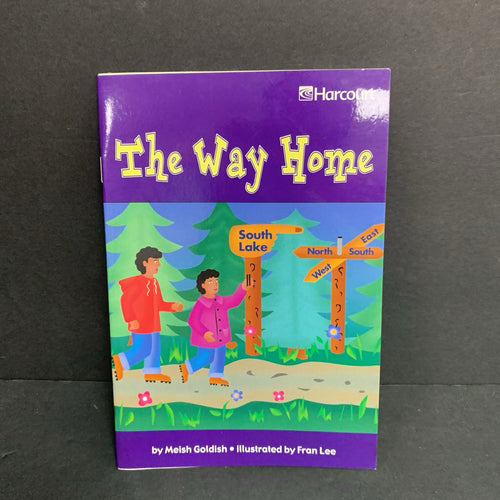 Harcourt
The Way Home
South
Lake
East
North South
West
by Meish Goldish • illustrated by Fran Lee